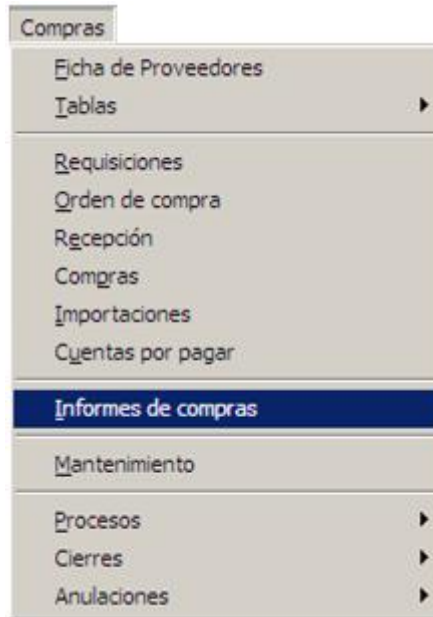 Compras
Ficha de Proveedores
Tablas
Requisiciones
Orden de compra
Recepción
Compras
Importaciones
Cuentas por pagar
Informes de compras
Mantenimiento
Procesos
Cierres
Anulaciones